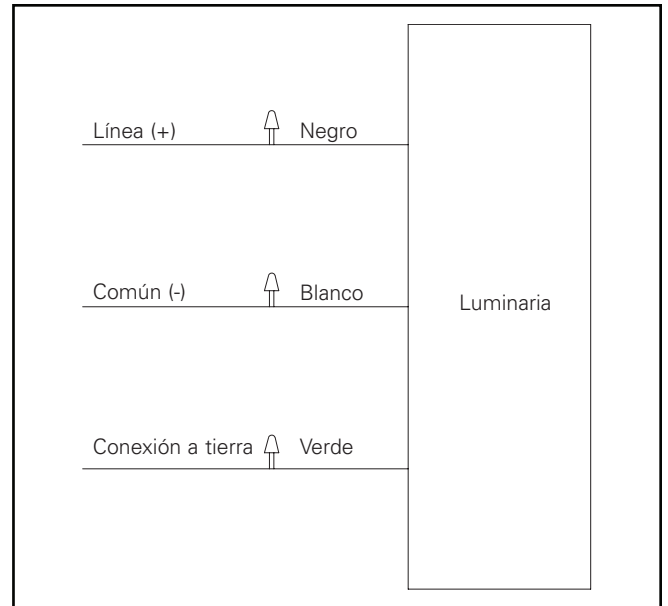 Línea (+) Negro
Común (-) Blanco
Luminaria
Conexión a tierra Verde